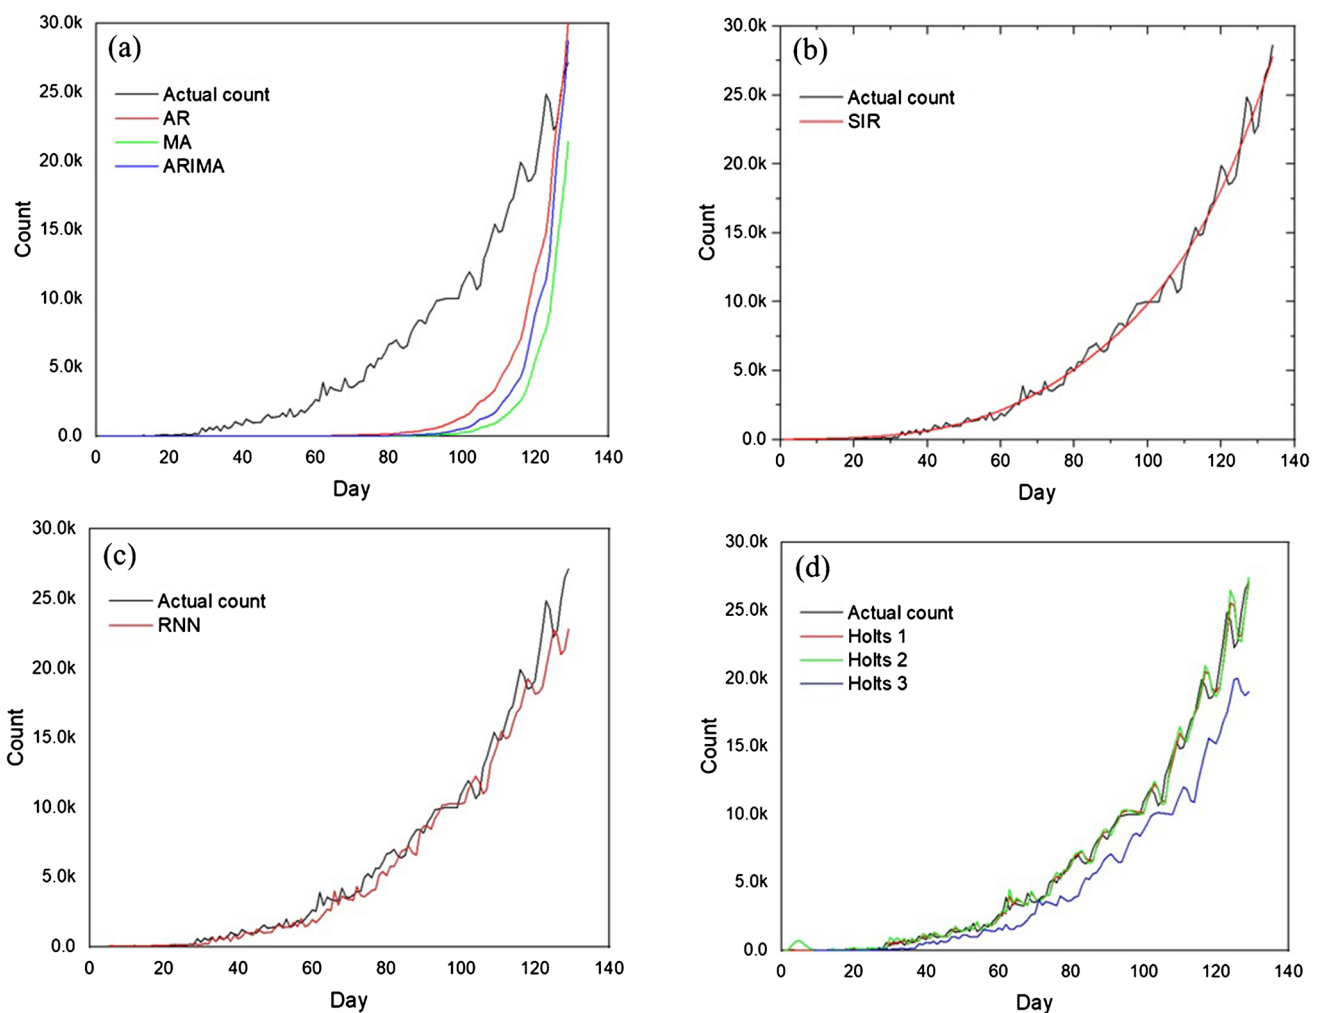 (a)
30.0k
25.0k
20.0k
15.0k
10.0k
5.0k
0.0
Count
Actual count
AR
MA
ARIMA
0 20 40 60 80 100 120 140
Day
(b)
30.0k
25.0k
20.0k
15.0k
10.0k
5.0k
0.0
Count
Actual count
SIR
0 20 40 60 80 100 120 140
Day
(c)
30.0k
25.0k
20.0k
15.0k
10.0k
5.0k
0.0
Count
Actual count
RNN
0 20 40 60 80 100 120 140
Day
(d)
30.0k
25.0k
20.0k
15.0k
10.0k
5.0k
0.0
Count
Actual count
Holts 1
Holts 2
Holts 3
0 20 40 60 80 100 120 140
Day